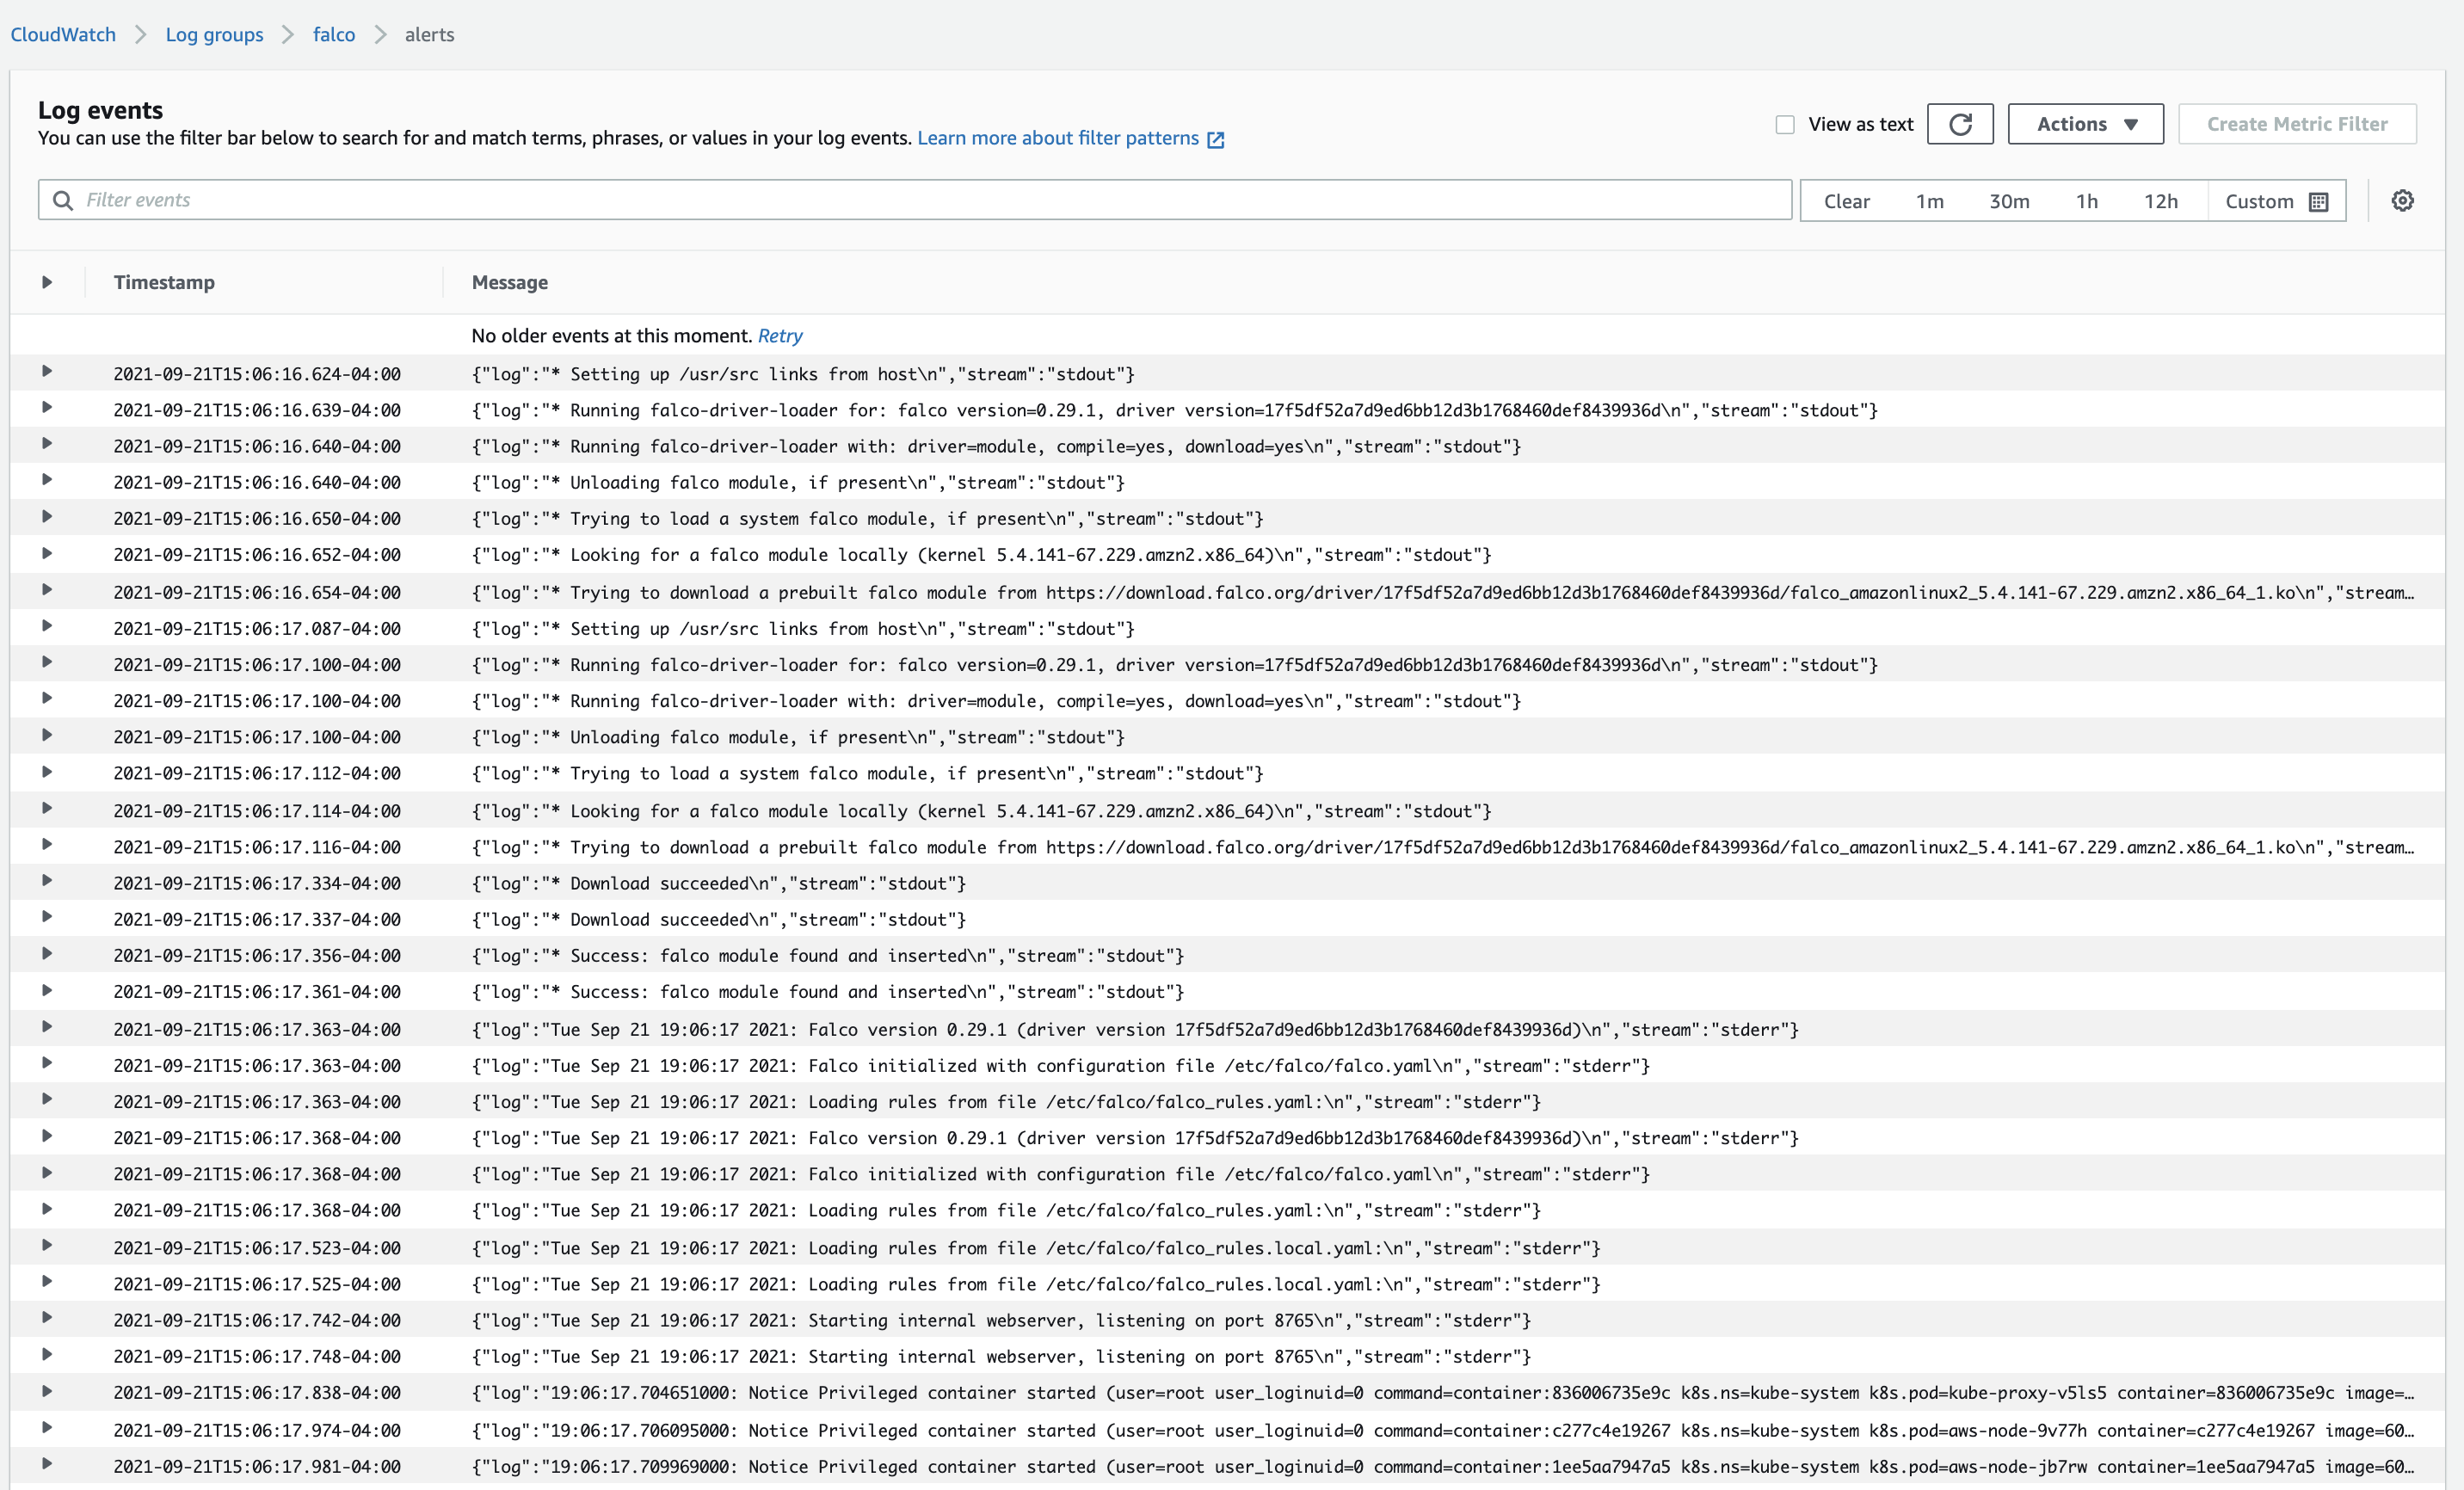 CloudWatch > Log groups > falco > alerts
Log events
You can use the filter bar below to search for and match terms, phrases, or values in your log events. Learn more about filter patterns
View as text Actions Create Metric Filter
Filter events Clear 1m 30m 1h 12h Custom
Timestamp Message
No older events at this moment. Retry
2021-09-21T15:06:16.624-04:00 {"log":"* Setting up /usr/src links from host\n","stream":"stdout"}
2021-09-21T15:06:16.639-04:00 {"log":"* Running falco-driver-loader for: falco version=0.29.1, driver version=17f5df52a7d9ed6bb12d3b1768460def8439936d\n","stream":"stdout"}
2021-09-21T15:06:16.640-04:00 {"log":"* Running falco-driver-loader with: driver=module, compile=yes, download=yes\n","stream":"stdout"}
2021-09-21T15:06:16.640-04:00 {"log":"* Unloading falco module, if present\n","stream":"stdout"}
2021-09-21T15:06:16.650-04:00 {"log":"* Trying to load a system falco module, if present\n","stream":"stdout"}
2021-09-21T15:06:16.652-04:00 {"log":"* Looking for a falco module locally (kernel 5.4.141-67.229.amzn2.x86_64)\n","stream":"stdout"}
2021-09-21T15:06:16.654-04:00 {"log":"* Trying to download a prebuilt falco module from https://download.falco.org/driver/17f5df52a7d9ed6bb12d3b1768460def8439936d/falco_amazonlinux2_5.4.141-67.229.amzn2.x86_64_1.ko\n","stream…
2021-09-21T15:06:17.087-04:00 {"log":"* Setting up /usr/src links from host\n","stream":"stdout"}
2021-09-21T15:06:17.100-04:00 {"log":"* Running falco-driver-loader for: falco version=0.29.1, driver version=17f5df52a7d9ed6bb12d3b1768460def8439936d\n","stream":"stdout"}
2021-09-21T15:06:17.100-04:00 {"log":"* Running falco-driver-loader with: driver=module, compile=yes, download=yes\n","stream":"stdout"}
2021-09-21T15:06:17.100-04:00 {"log":"* Unloading falco module, if present\n","stream":"stdout"}
2021-09-21T15:06:17.112-04:00 {"log":"* Trying to load a system falco module, if present\n","stream":"stdout"}
2021-09-21T15:06:17.114-04:00 {"log":"* Looking for a falco module locally (kernel 5.4.141-67.229.amzn2.x86_64)\n","stream":"stdout"}
2021-09-21T15:06:17.116-04:00 {"log":"* Trying to download a prebuilt falco module from https://download.falco.org/driver/17f5df52a7d9ed6bb12d3b1768460def8439936d/falco_amazonlinux2_5.4.141-67.229.amzn2.x86_64_1.ko\n","stream…
2021-09-21T15:06:17.334-04:00 {"log":"* Download succeeded\n","stream":"stdout"}
2021-09-21T15:06:17.337-04:00 {"log":"* Download succeeded\n","stream":"stdout"}
2021-09-21T15:06:17.356-04:00 {"log":"* Success: falco module found and inserted\n","stream":"stdout"}
2021-09-21T15:06:17.361-04:00 {"log":"* Success: falco module found and inserted\n","stream":"stdout"}
2021-09-21T15:06:17.363-04:00 {"log":"Tue Sep 21 19:06:17 2021: Falco version 0.29.1 (driver version 17f5df52a7d9ed6bb12d3b1768460def8439936d)\n","stream":"stderr"}
2021-09-21T15:06:17.363-04:00 {"log":"Tue Sep 21 19:06:17 2021: Falco initialized with configuration file /etc/falco/falco.yaml\n","stream":"stderr"}
2021-09-21T15:06:17.363-04:00 {"log":"Tue Sep 21 19:06:17 2021: Loading rules from file /etc/falco/falco_rules.yaml:\n","stream":"stderr"}
2021-09-21T15:06:17.368-04:00 {"log":"Tue Sep 21 19:06:17 2021: Falco version 0.29.1 (driver version 17f5df52a7d9ed6bb12d3b1768460def8439936d)\n","stream":"stderr"}
2021-09-21T15:06:17.368-04:00 {"log":"Tue Sep 21 19:06:17 2021: Falco initialized with configuration file /etc/falco/falco.yaml\n","stream":"stderr"}
2021-09-21T15:06:17.368-04:00 {"log":"Tue Sep 21 19:06:17 2021: Loading rules from file /etc/falco/falco_rules.yaml:\n","stream":"stderr"}
2021-09-21T15:06:17.523-04:00 {"log":"Tue Sep 21 19:06:17 2021: Loading rules from file /etc/falco/falco_rules.local.yaml:\n","stream":"stderr"}
2021-09-21T15:06:17.525-04:00 {"log":"Tue Sep 21 19:06:17 2021: Loading rules from file /etc/falco/falco_rules.local.yaml:\n","stream":"stderr"}
2021-09-21T15:06:17.742-04:00 {"log":"Tue Sep 21 19:06:17 2021: Starting internal webserver, listening on port 8765\n","stream":"stderr"}
2021-09-21T15:06:17.748-04:00 {"log":"Tue Sep 21 19:06:17 2021: Starting internal webserver, listening on port 8765\n","stream":"stderr"}
2021-09-21T15:06:17.838-04:00 {"log":"19:06:17.704651000: Notice Privileged container started (user=root user_loginuid=0 command=container:836006735e9c k8s.ns=kube-system k8s.pod=kube-proxy-v5ls5 container=836006735e9c image=…
2021-09-21T15:06:17.974-04:00 {"log":"19:06:17.706095000: Notice Privileged container started (user=root user_loginuid=0 command=container:c277c4e19267 k8s.ns=kube-system k8s.pod=aws-node-9v77h container=c277c4e19267 image=60…
2021-09-21T15:06:17.981-04:00 {"log":"19:06:17.709969000: Notice Privileged container started (user=root user_loginuid=0 command=container:1ee5aa7947a5 k8s.ns=kube-system k8s.pod=aws-node-jb7rw container=1ee5aa7947a5 image=60…